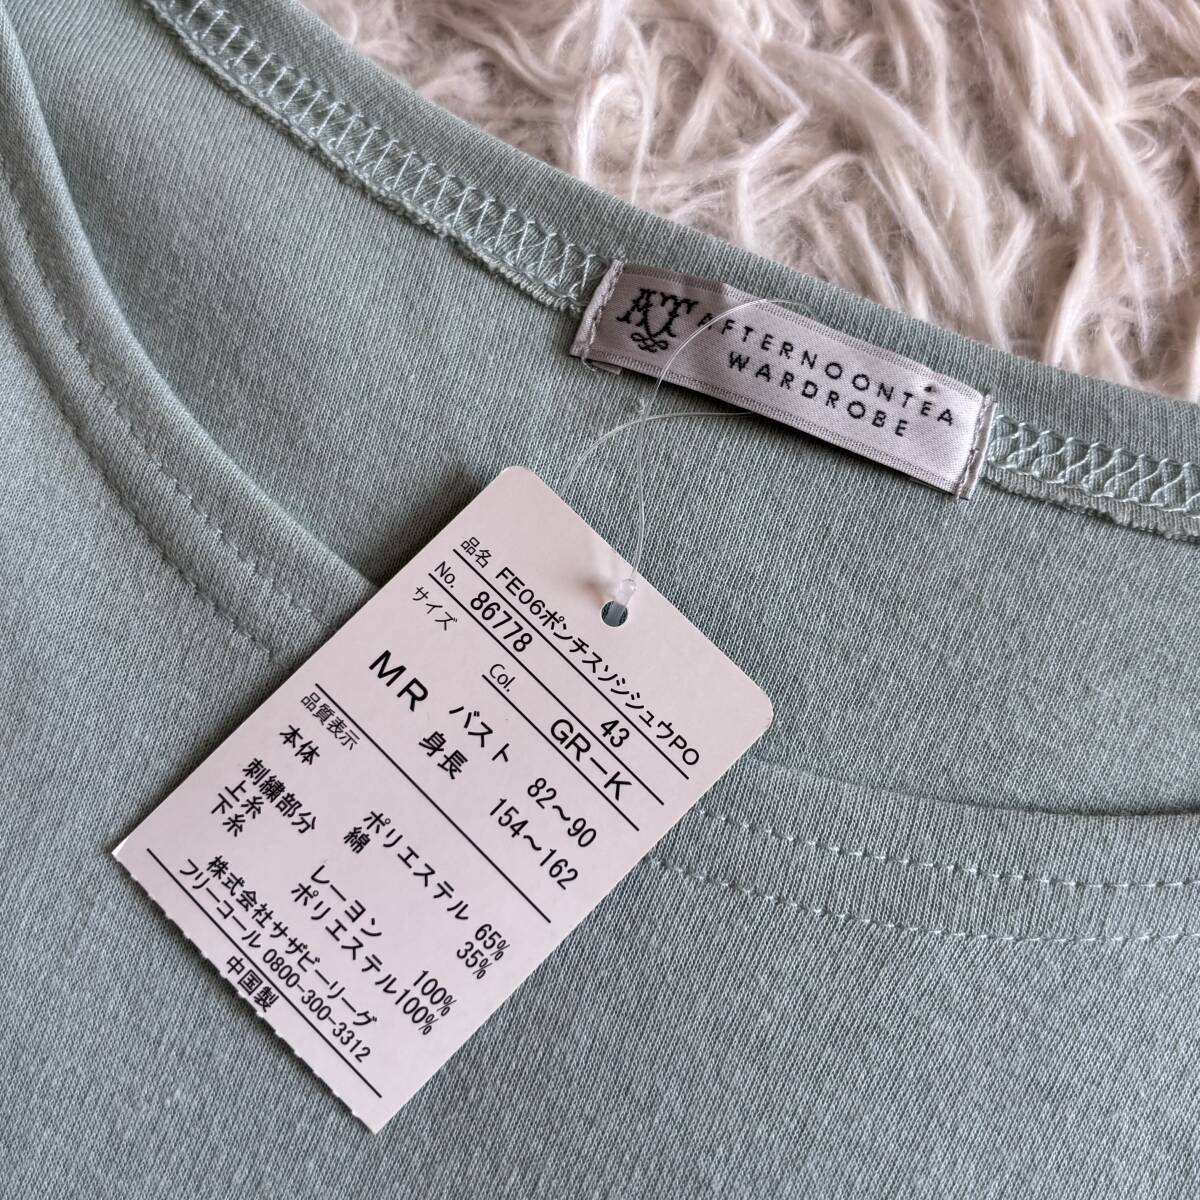 AT AFTERNOONTEA
WARDROBE
品名 FE06ポンチスソシシュウPO
No. 86778 Col. 43
サイズ GR-K
MR バスト 82～90
身長 154～162
品質表示
本体 ポリエステル 65%
綿 35%
刺繍部分
上糸 レーヨン 100%
下糸 ポリエステル100%
株式会社サザビーリーグ
フリーコール 0800-300-3312
中国製